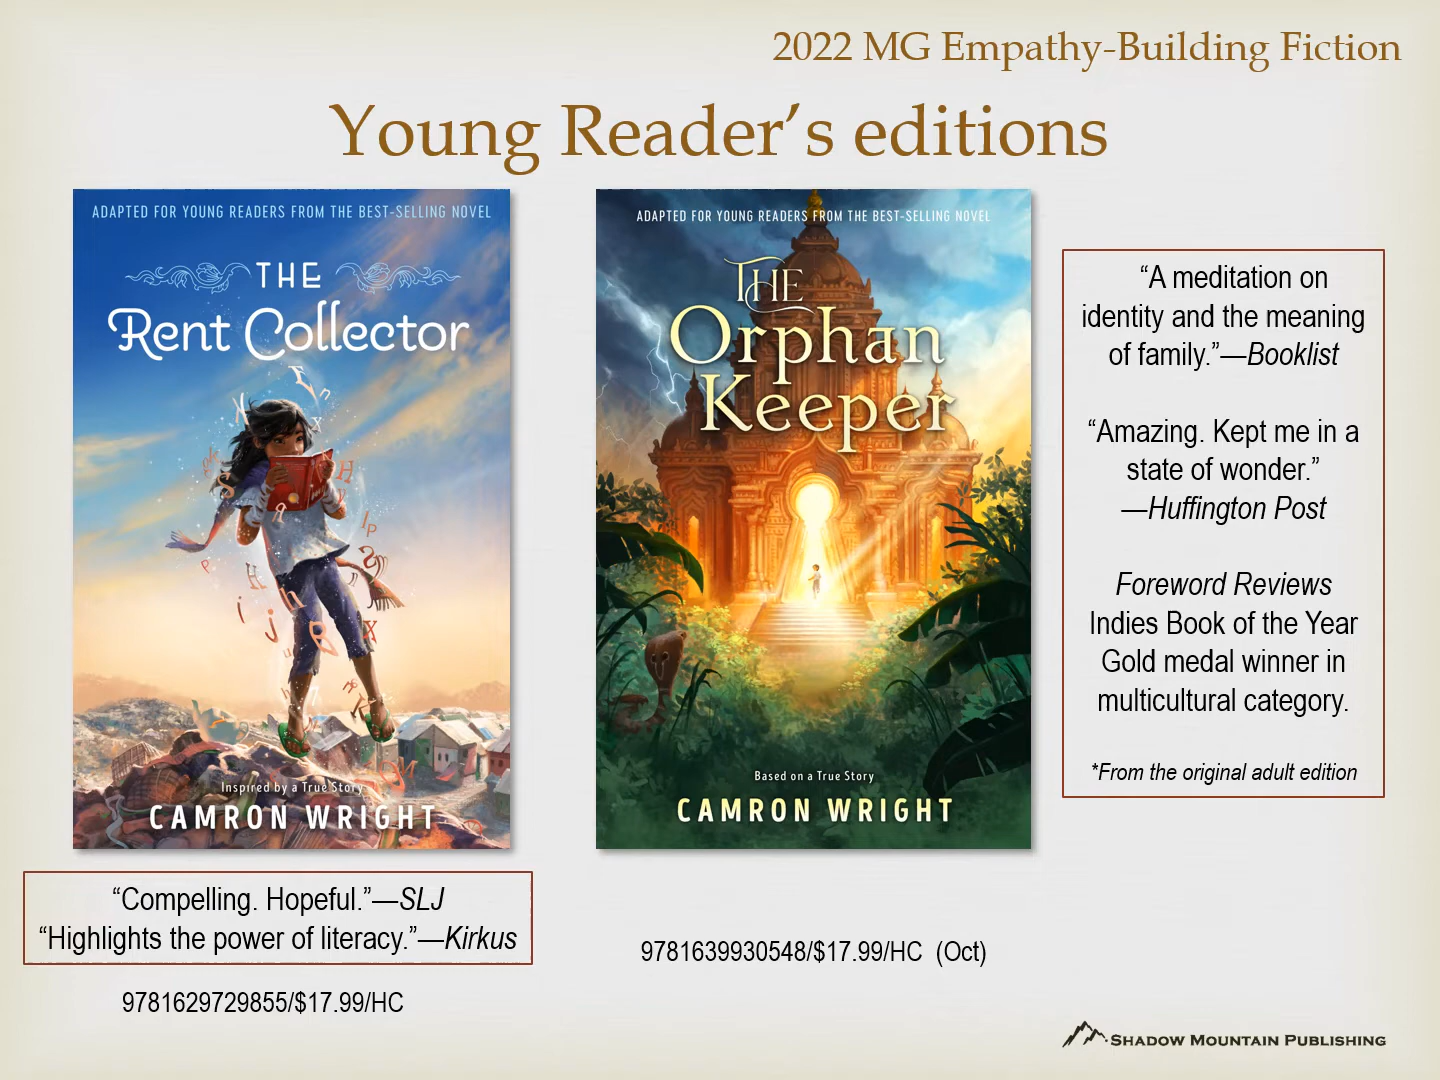 2022 MG Empathy-Building Fiction
Young Reader’s editions
ADAPTED FOR YOUNG READERS FROM THE BEST-SELLING NOVEL
THE
Rent Collector
Inspired by a True Story
CAMRON WRIGHT
“Compelling. Hopeful.”—SLJ
“Highlights the power of literacy.”—Kirkus
9781629729855/$17.99/HC
ADAPTED FOR YOUNG READERS FROM THE BEST-SELLING NOVEL
THE
Orphan
Keeper
Based on a True Story
CAMRON WRIGHT
9781639930548/$17.99/HC (Oct)
“A meditation on
identity and the meaning
of family.”—Booklist
“Amazing. Kept me in a
state of wonder.”
—Huffington Post
Foreword Reviews
Indies Book of the Year
Gold medal winner in
multicultural category.
*From the original adult edition
SHADOW MOUNTAIN PUBLISHING